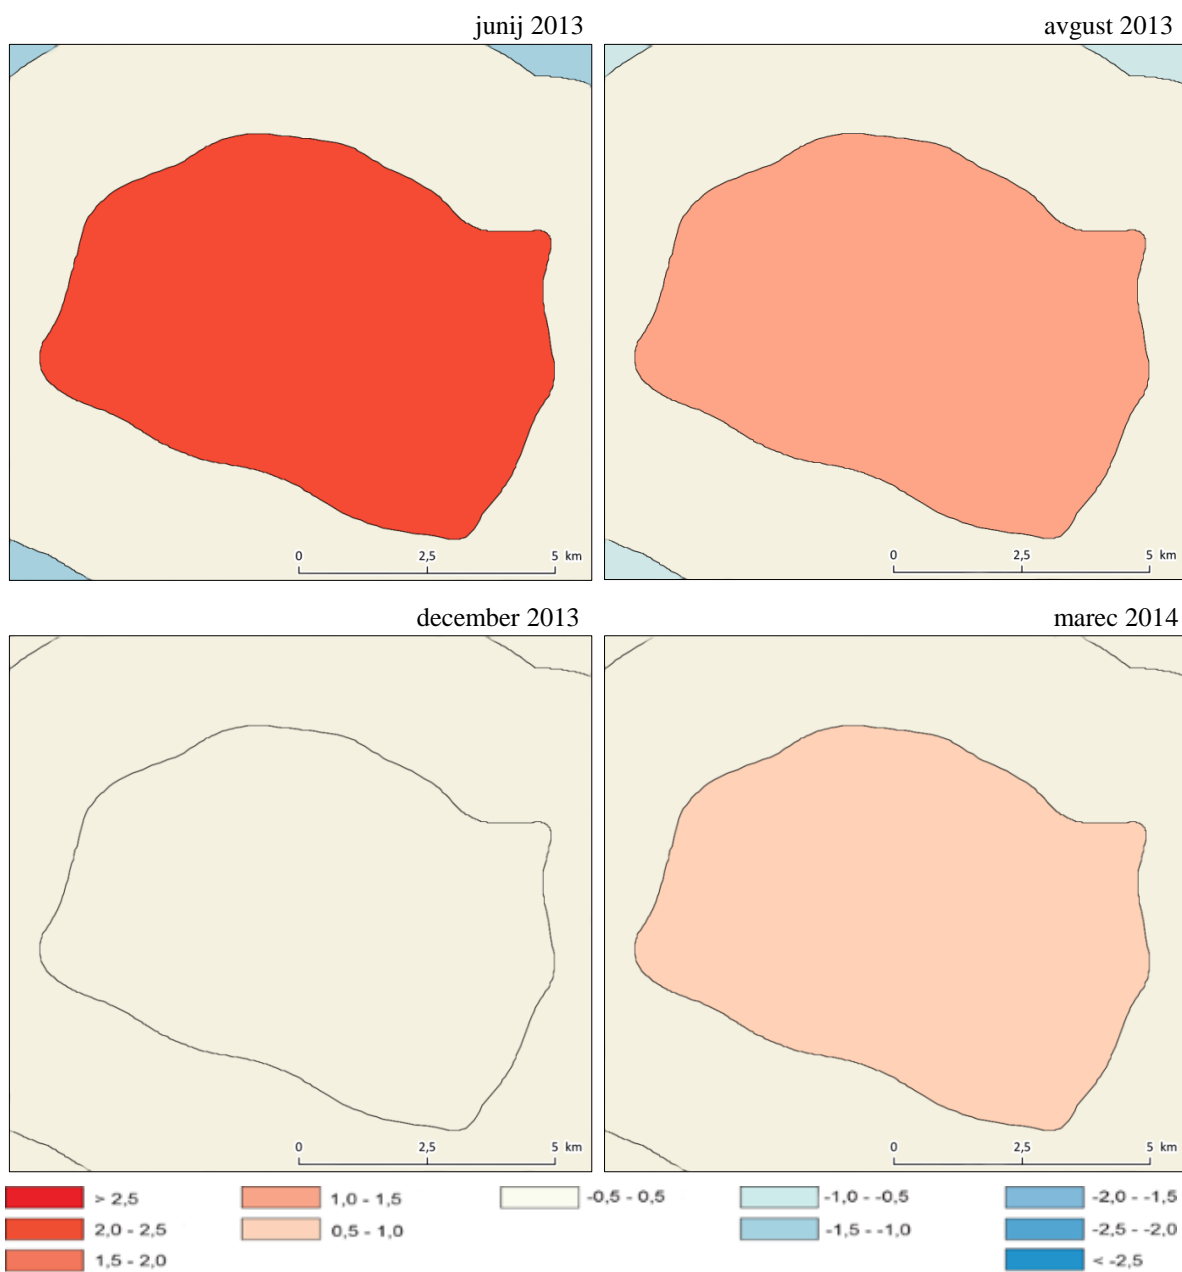 junij 2013
avgust 2013
0 2,5 5 km
0 2,5 5 km
december 2013
marec 2014
0 2,5 5 km
0 2,5 5 km
> 2,5
2,0 - 2,5
1,5 - 2,0
1,0 - 1,5
0,5 - 1,0
-0,5 - 0,5
-1,0 - -0,5
-1,5 - -1,0
-2,0 - -1,5
-2,5 - -2,0
< -2,5